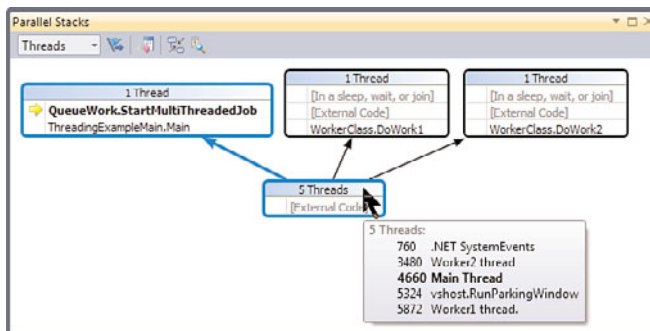 Parallel Stacks
Threads
1 Thread
QueueWork.StartMultiThreadedJob
ThreadingExampleMain.Main
1 Thread
[In a sleep, wait, or join]
[External Code]
WorkerClass.DoWork1
1 Thread
[In a sleep, wait, or join]
[External Code]
WorkerClass.DoWork2
5 Threads
[External Code]
5 Threads:
760 .NET SystemEvents
3480 Worker2 thread
4660 Main Thread
5324 vshost.RunParkingWindow
5872 Worker1 thread.